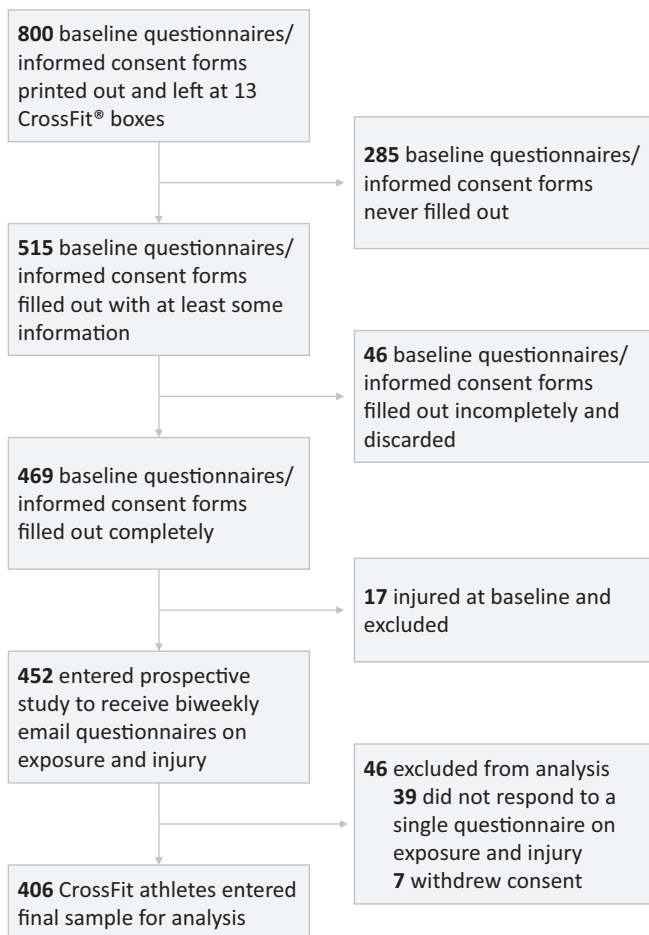 800 baseline questionnaires/
informed consent forms
printed out and left at 13
CrossFit® boxes
285 baseline questionnaires/
informed consent forms
never filled out
515 baseline questionnaires/
informed consent forms
filled out with at least some
information
46 baseline questionnaires/
informed consent forms
filled out incompletely and
discarded
469 baseline questionnaires/
informed consent forms
filled out completely
17 injured at baseline and
excluded
452 entered prospective
study to receive biweekly
email questionnaires on
exposure and injury
46 excluded from analysis
39 did not respond to a
single questionnaire on
exposure and injury
7 withdrew consent
406 CrossFit athletes entered
final sample for analysis